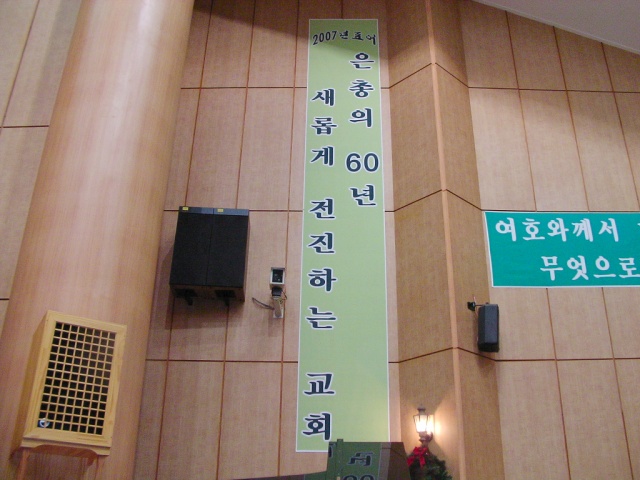 2007년 표어
은총의 60년
새롭게 전진하는 교회
여호와께서
무엇으로